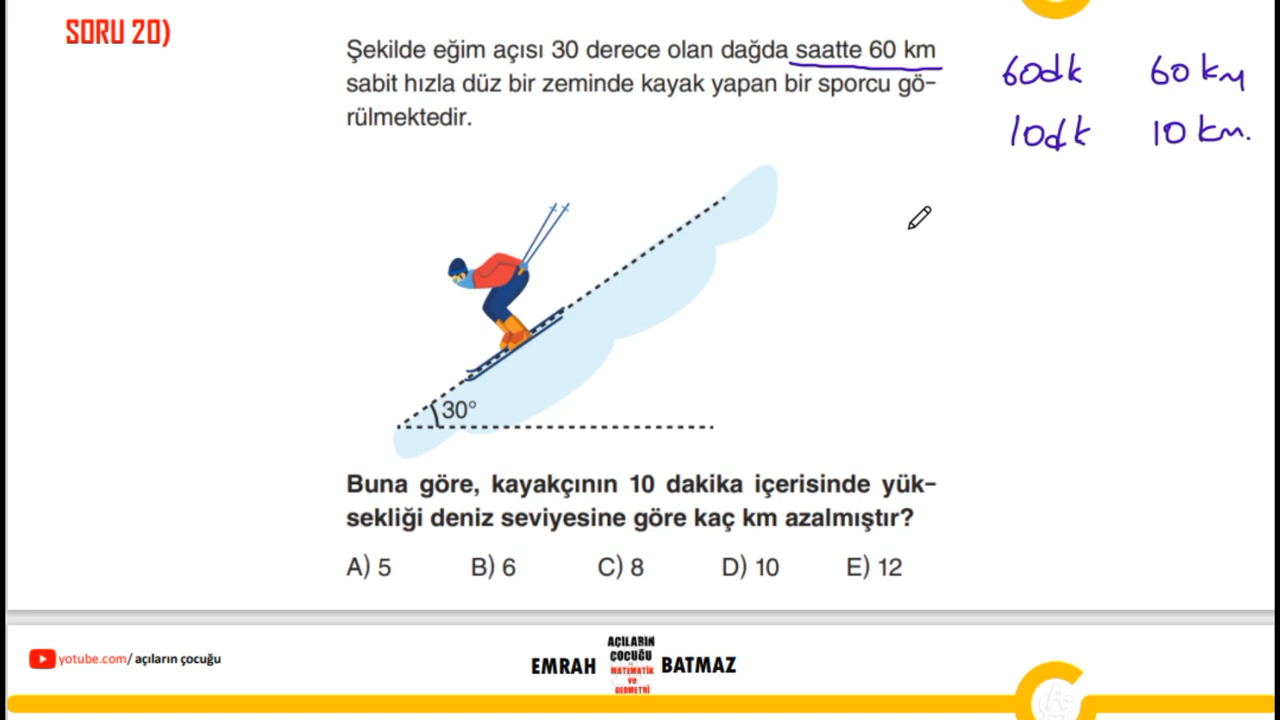 SORU 20)
Şekilde eğim açısı 30 derece olan dağda saatte 60 km
sabit hızla düz bir zeminde kayak yapan bir sporcu gö-
rülmektedir.
60dk 60 km
10dk 10 km.
30°
Buna göre, kayakçının 10 dakika içerisinde yük-
sekliği deniz seviyesine göre kaç km azalmıştır?
A) 5 B) 6 C) 8 D) 10 E) 12
yotube.com/ açıların çocuğu
EMRAH
AÇILARIN
ÇOCUĞU
MATEMATİK
ve
GEOMETRİ
BATMAZ